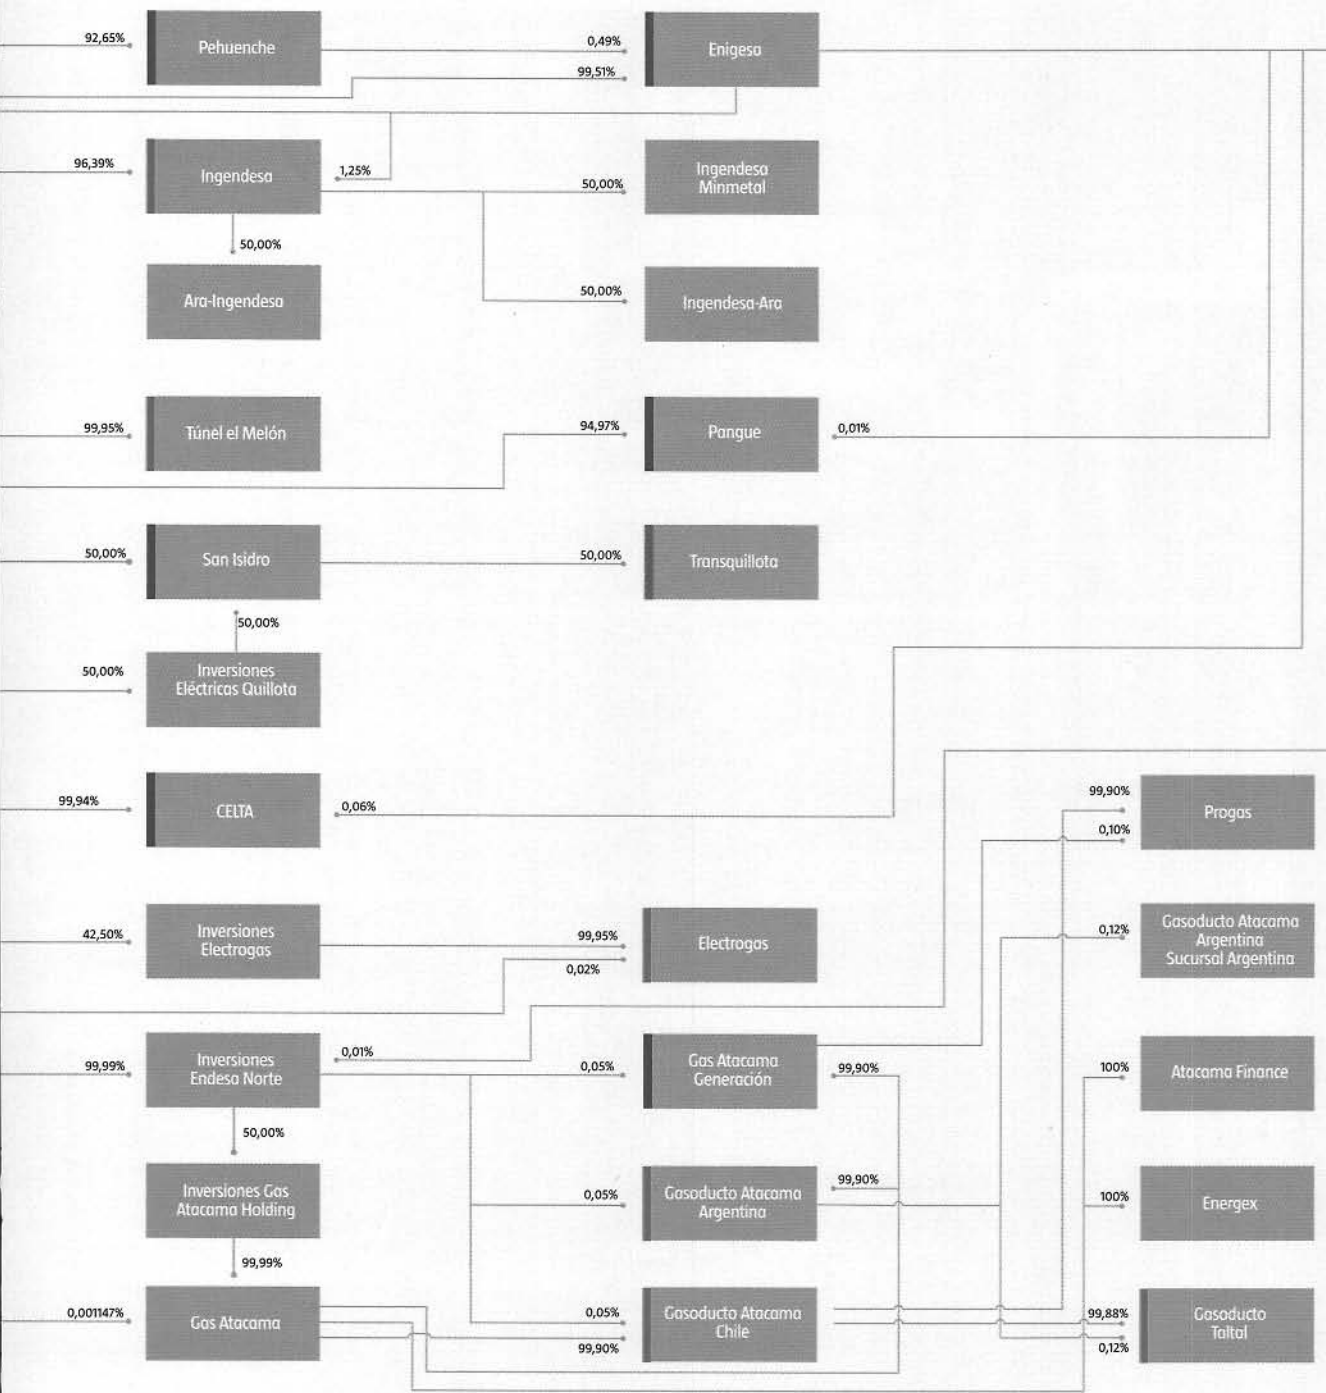 92,65%
Pehuenche
0,49%
Enigesa
99,51%
96,39%
Ingendesa
1,25%
50,00%
Ingendesa
Minmetal
50,00%
Ara-Ingendesa
50,00%
Ingendesa-Ara
99,95%
Túnel el Melón
94,97%
Pangue
0,01%
50,00%
San Isidro
50,00%
Transquillota
50,00%
50,00%
Inversiones
Eléctricas Quillota
99,94%
CELTA
0,06%
99,90%
0,10%
Progas
42,50%
Inversiones
Electrogas
99,95%
0,02%
Electrogas
0,12%
Gasoducto Atacama
Argentina
Sucursal Argentina
99,99%
Inversiones
Endesa Norte
0,01%
0,05%
Gas Atacama
Generación
99,90%
100%
Atacama Finance
50,00%
Inversiones Gas
Atacama Holding
0,05%
Gasoducto Atacama
Argentina
99,90%
100%
Energex
99,99%
0,001147%
Gas Atacama
0,05%
99,90%
Gasoducto Atacama
Chile
99,88%
0,12%
Gasoducto
Taltal